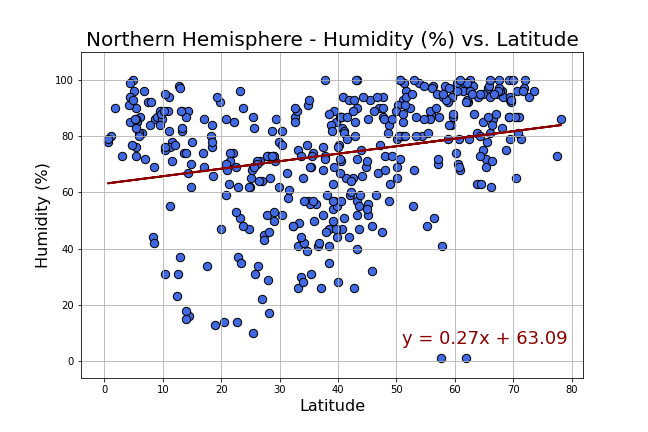 Northern Hemisphere - Humidity (%) vs. Latitude
100
80
60
40
20
0
Humidity (%)
y = 0.27x + 63.09
0 10 20 30 40 50 60 70 80
Latitude